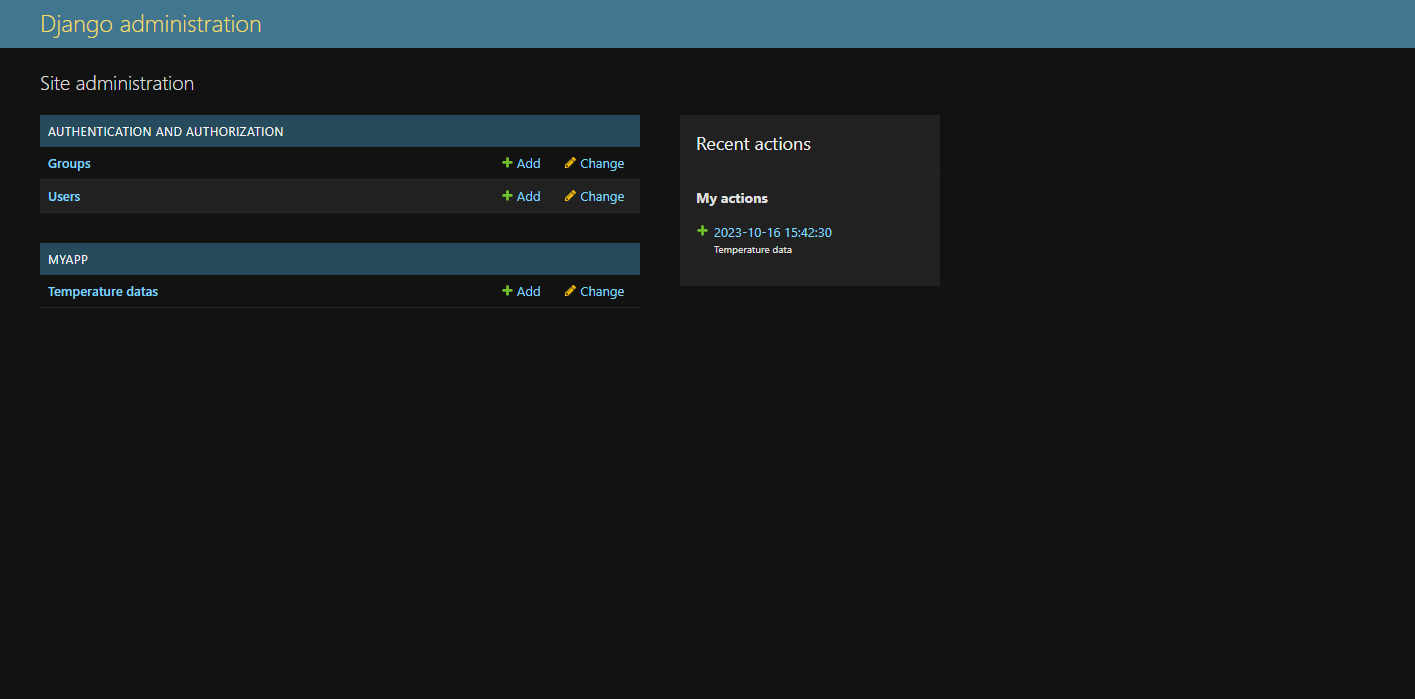 Django administration
Site administration
AUTHENTICATION AND AUTHORIZATION
Groups Add Change
Users Add Change
MYAPP
Temperature datas Add Change
Recent actions
My actions
2023-10-16 15:42:30
Temperature data